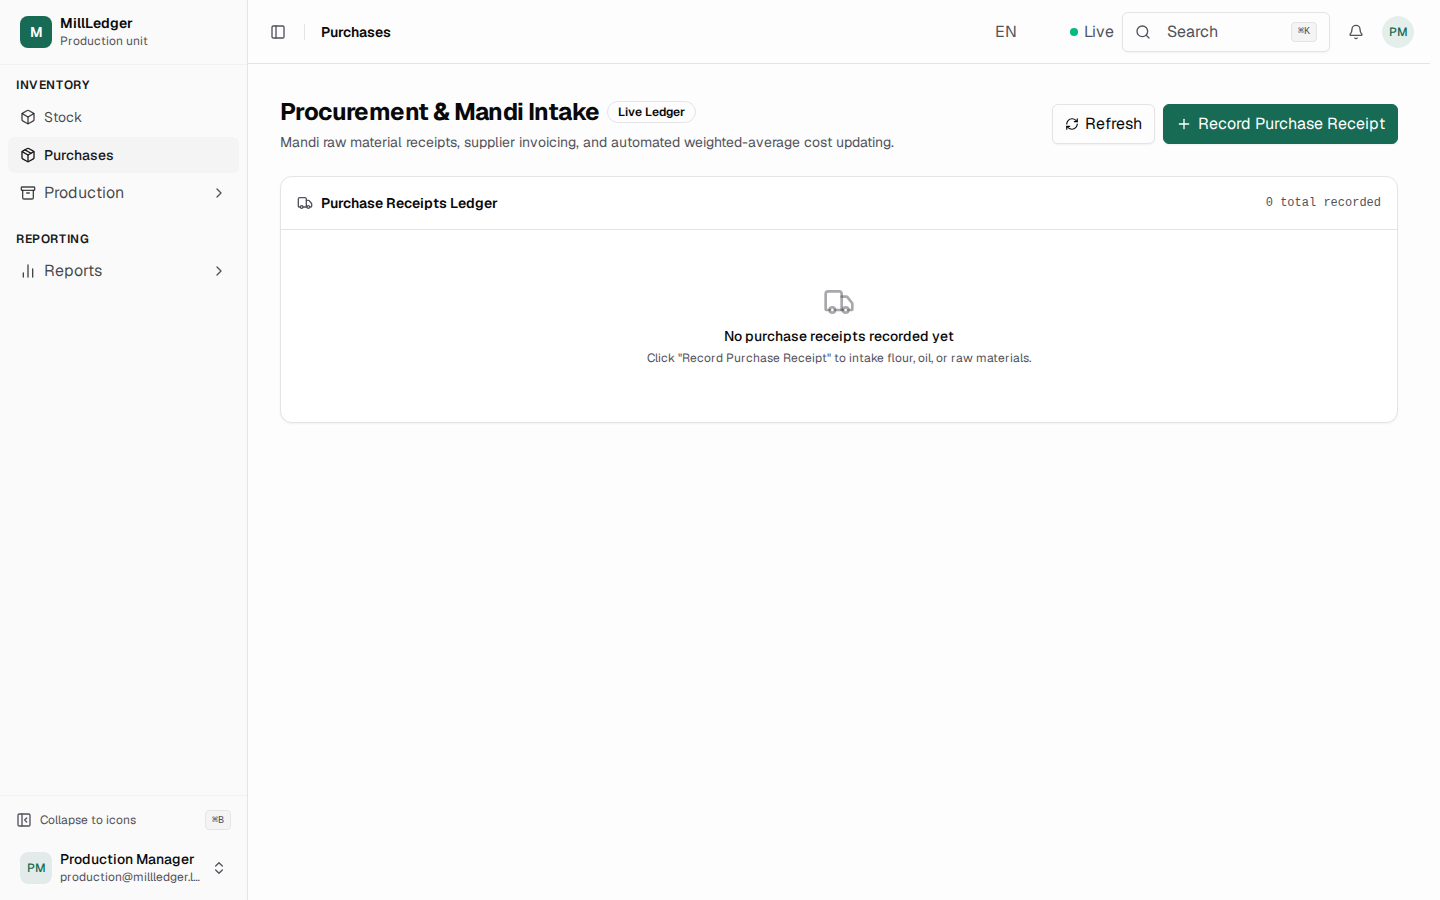 M
MillLedger
Production unit
INVENTORY
Stock
Purchases
Production
REPORTING
Reports
Collapse to icons
⌘B
PM
Production Manager
production@millledger.l...
Purchases
EN
Live
Search
⌘K
PM
Procurement & Mandi Intake
Live Ledger
Mandi raw material receipts, supplier invoicing, and automated weighted-average cost updating.
Refresh
Record Purchase Receipt
Purchase Receipts Ledger
0 total recorded
No purchase receipts recorded yet
Click "Record Purchase Receipt" to intake flour, oil, or raw materials.